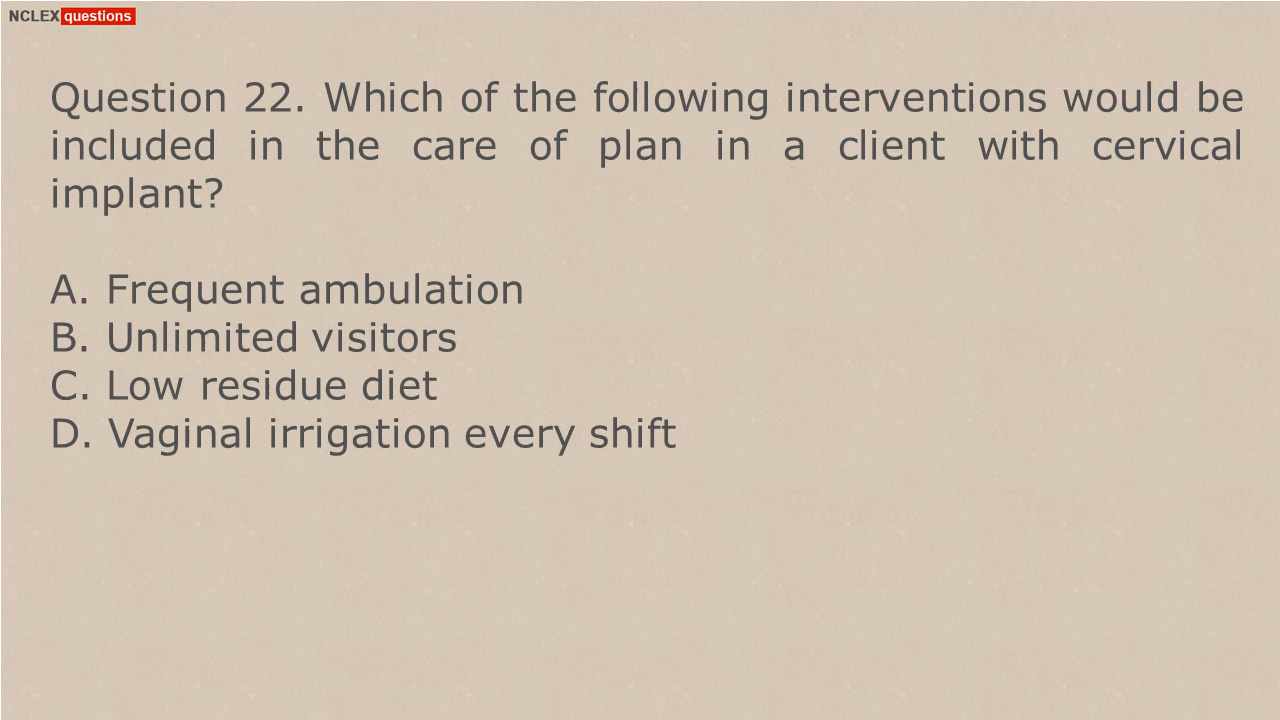 NCLEX questions
Question 22. Which of the following interventions would be
included in the care of plan in a client with cervical
implant?
A. Frequent ambulation
B. Unlimited visitors
C. Low residue diet
D. Vaginal irrigation every shift